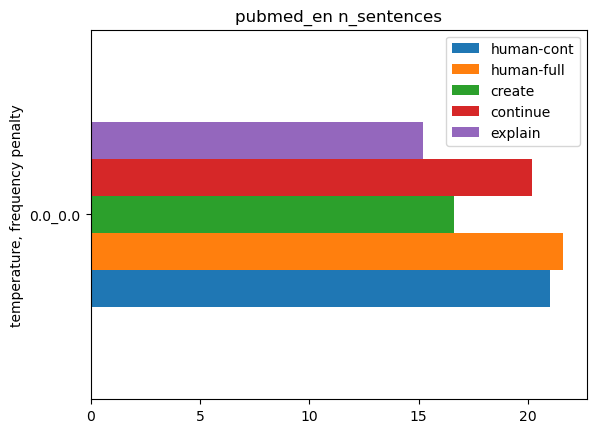 pubmed_en n_sentences
human-cont
human-full
create
continue
explain
temperature, frequency penalty
0.0_0.0
0
5
10
15
20